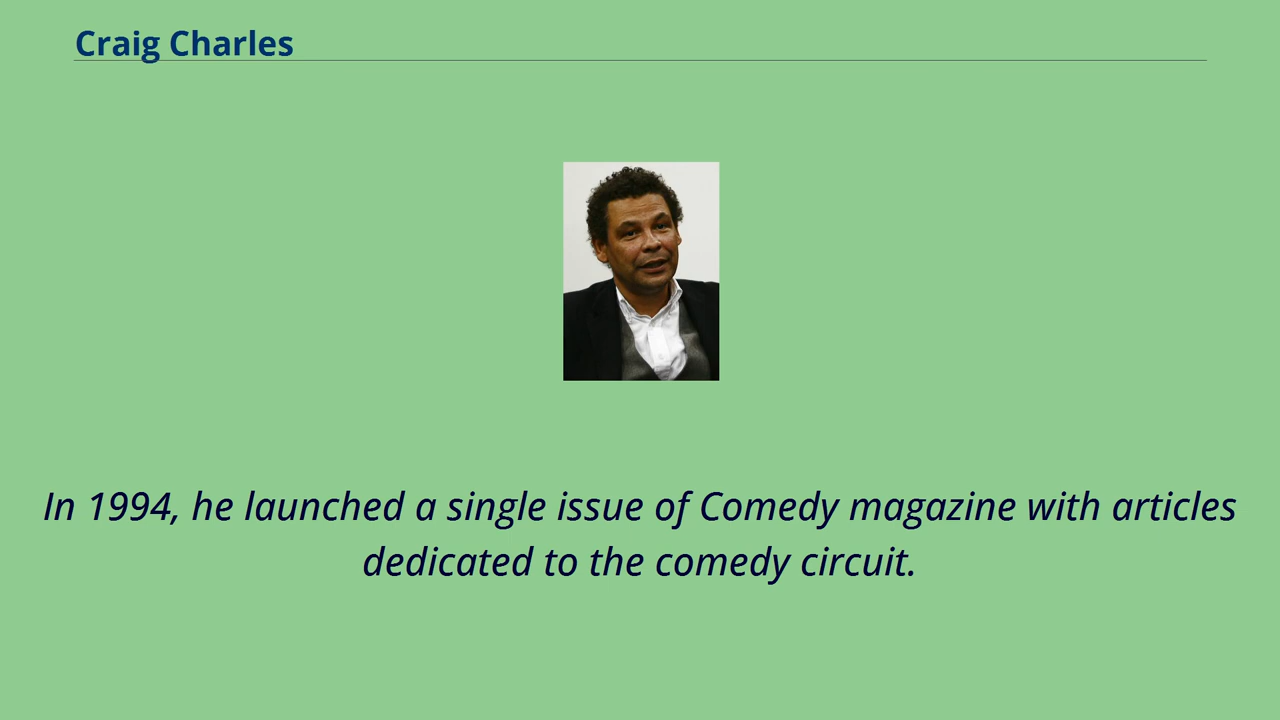 Craig Charles
In 1994, he launched a single issue of Comedy magazine with articles
dedicated to the comedy circuit.